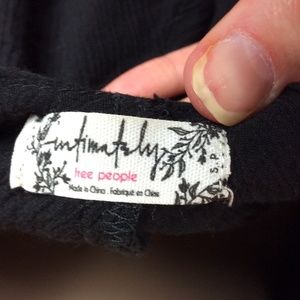 intimately
free people
Made in China . Fabriqué en Chine
S P